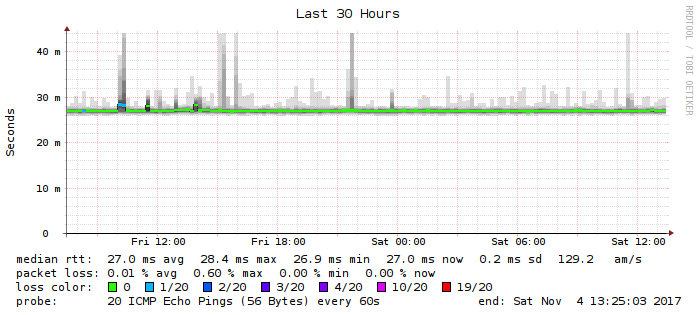 Last 30 Hours
RRDTOOL / TOBI OETIKER
Seconds
40 m
30 m
20 m
10 m
0
Fri 12:00 Fri 18:00 Sat 00:00 Sat 06:00 Sat 12:00
median rtt: 27.0 ms avg 28.4 ms max 26.9 ms min 27.0 ms now 0.2 ms sd 129.2 am/s
packet loss: 0.01 % avg 0.60 % max 0.00 % min 0.00 % now
loss color: 0 1/20 2/20 3/20 4/20 10/20 19/20
probe: 20 ICMP Echo Pings (56 Bytes) every 60s end: Sat Nov 4 13:25:03 2017